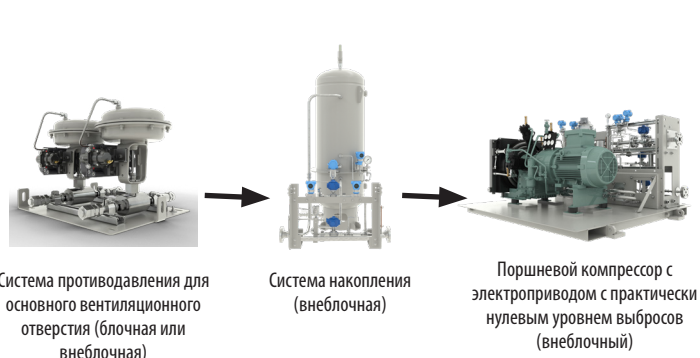 Система противодавления для
основного вентиляционного
отверстия (блочная или
внеблочная)
Система накопления
(внеблочная)
Поршневой компрессор с
электроприводом с практически
нулевым уровнем выбросов
(внеблочный)